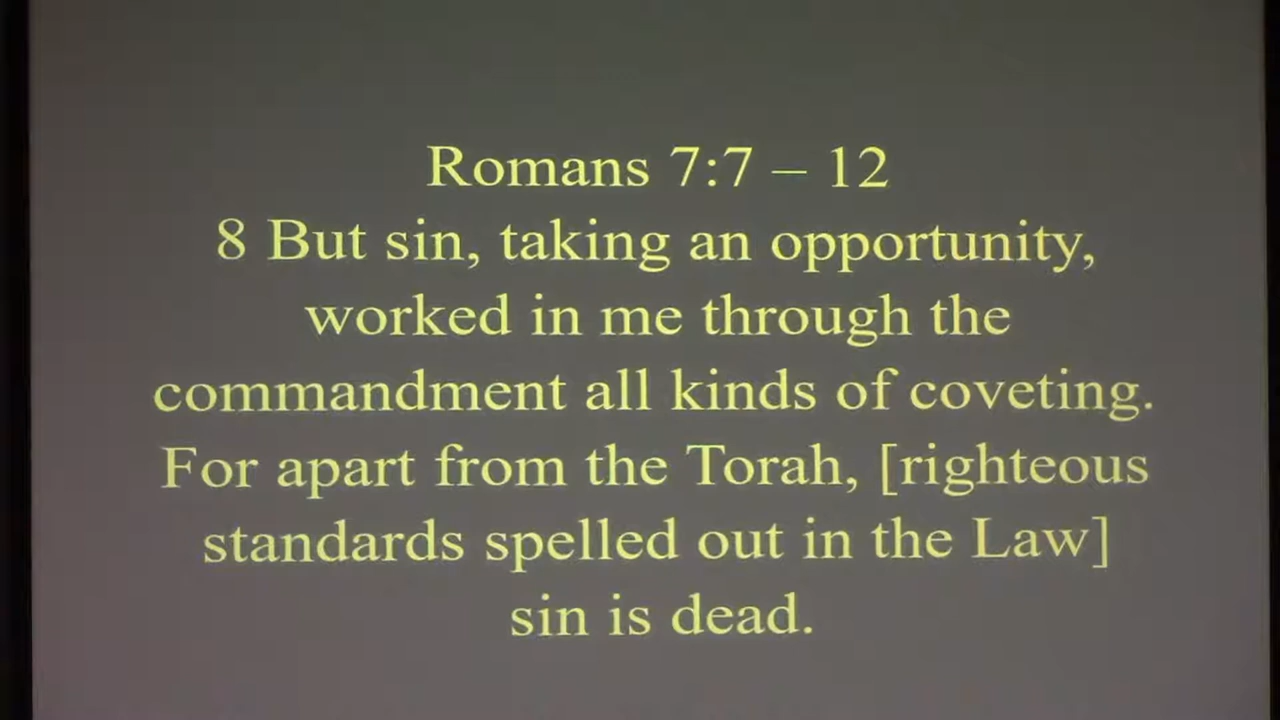 Romans 7:7 – 12
8 But sin, taking an opportunity,
worked in me through the
commandment all kinds of coveting.
For apart from the Torah, [righteous
standards spelled out in the Law]
sin is dead.